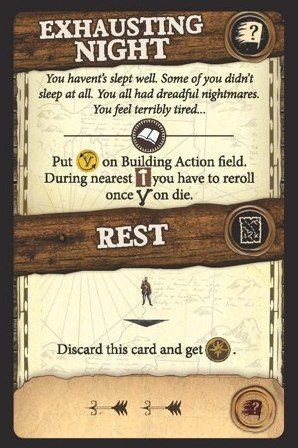 EXHAUSTING
NIGHT
?
You havent's slept well. Some of you didn't
sleep at all. You all had dreadful nightmares.
You feel terribly tired...
Put on Building Action field.
During nearest you have to reroll
once on die.
REST
Discard this card and get .
?